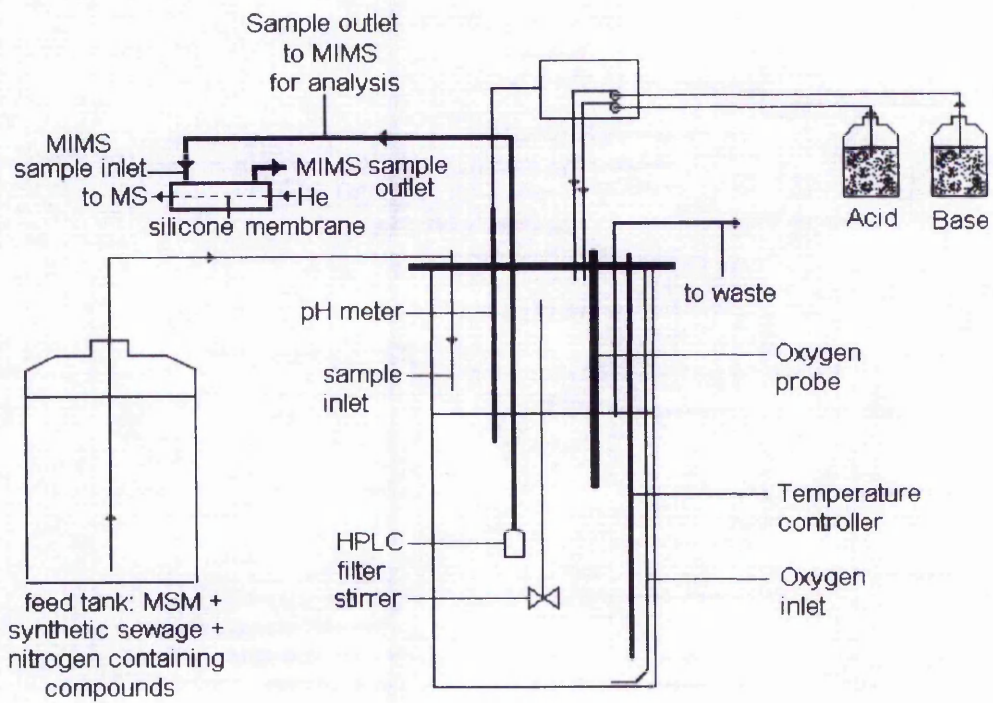 Sample outlet
to MIMS
for analysis
MIMS
sample inlet
MIMS sample
outlet
to MS
He
silicone membrane
Acid
Base
to waste
pH meter
sample
inlet
Oxygen
probe
Temperature
controller
HPLC
filter
stirrer
Oxygen
inlet
feed tank: MSM +
synthetic sewage +
nitrogen containing
compounds